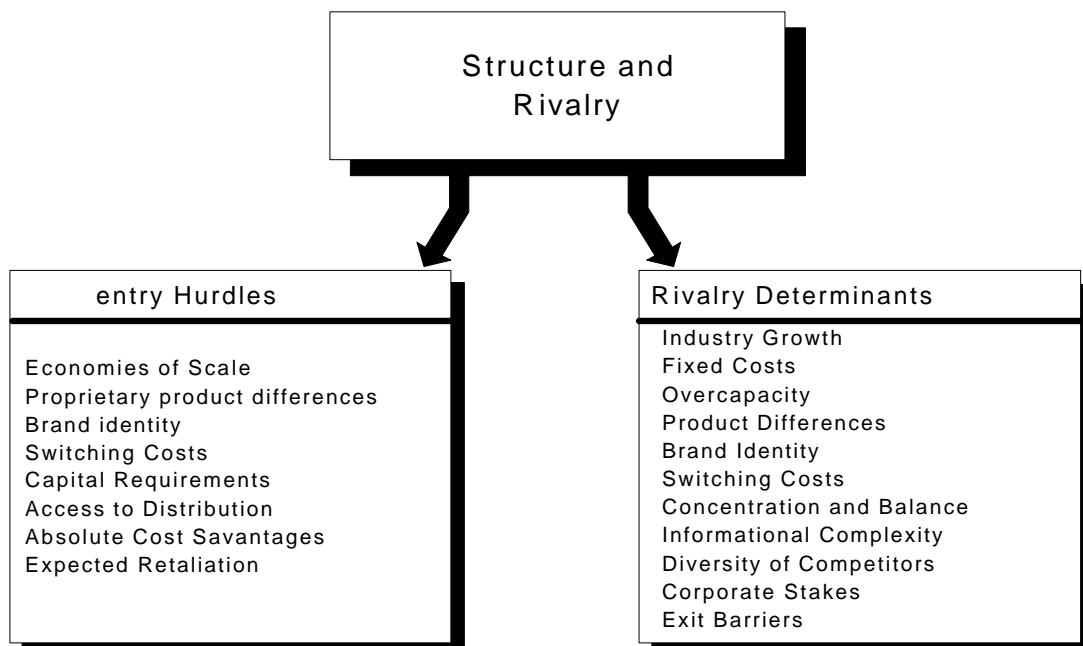 Structure and
Rivalry
entry Hurdles
Economies of Scale
Proprietary product differences
Brand identity
Switching Costs
Capital Requirements
Access to Distribution
Absolute Cost Savantages
Expected Retaliation
Rivalry Determinants
Industry Growth
Fixed Costs
Overcapacity
Product Differences
Brand Identity
Switching Costs
Concentration and Balance
Informational Complexity
Diversity of Competitors
Corporate Stakes
Exit Barriers